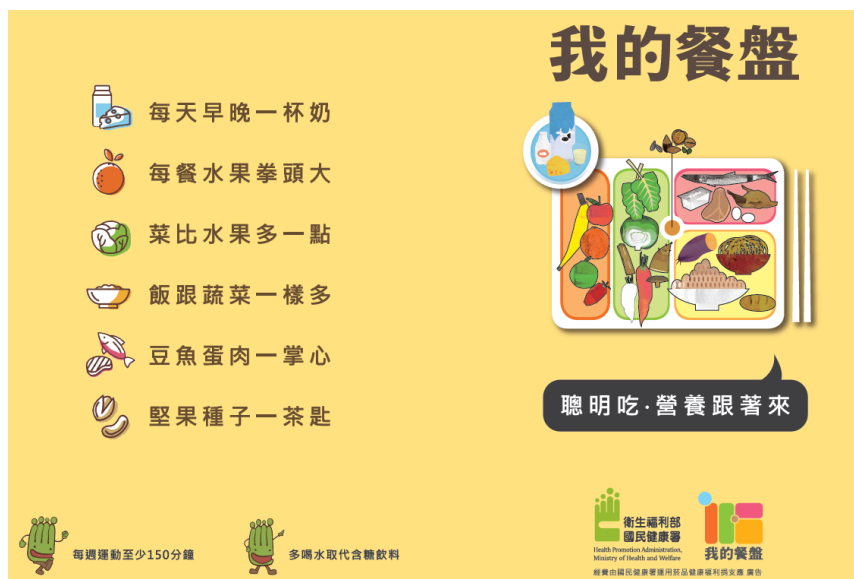 我的餐盤
每天早晚一杯奶
每餐水果拳頭大
菜比水果多一點
飯跟蔬菜一樣多
豆魚蛋肉一掌心
堅果種子一茶匙
聰明吃·營養跟著來
每週運動至少150分鐘
多喝水取代含糖飲料
衛生福利部
國民健康署
Health Promotion Administration,
Ministry of Health and Welfare
我的餐盤
經費由國民健康署運用菸品健康福利捐支應 廣告